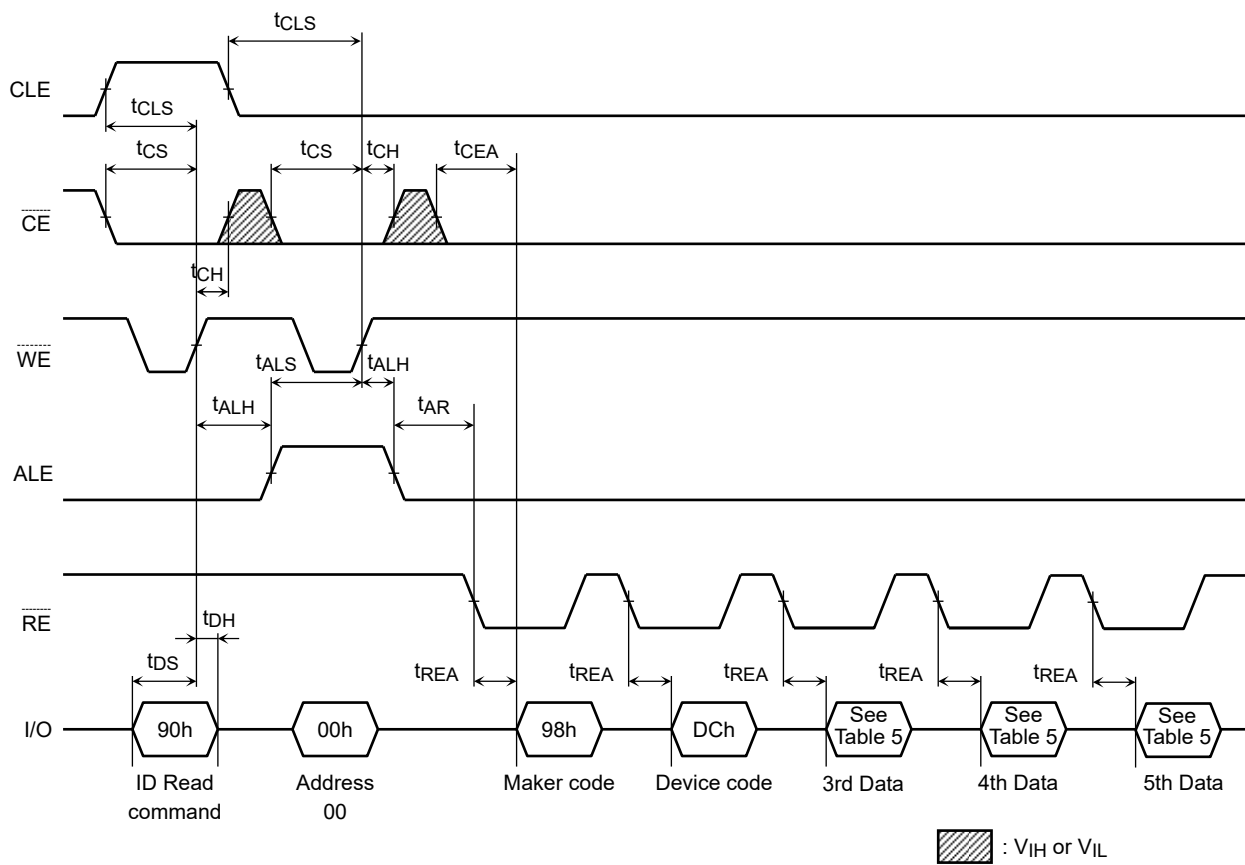 tCLS
CLE
tCLS
tCS
tCS
tCH
tCEA
CE
tCH
WE
tALS
tALH
tALH
tAR
ALE
RE
tDH
tDS
tREA
tREA
tREA
tREA
tREA
I/O
90h
00h
98h
DCh
See
Table 5
See
Table 5
See
Table 5
ID Read
command
Address
00
Maker code
Device code
3rd Data
4th Data
5th Data
: VIH or VIL